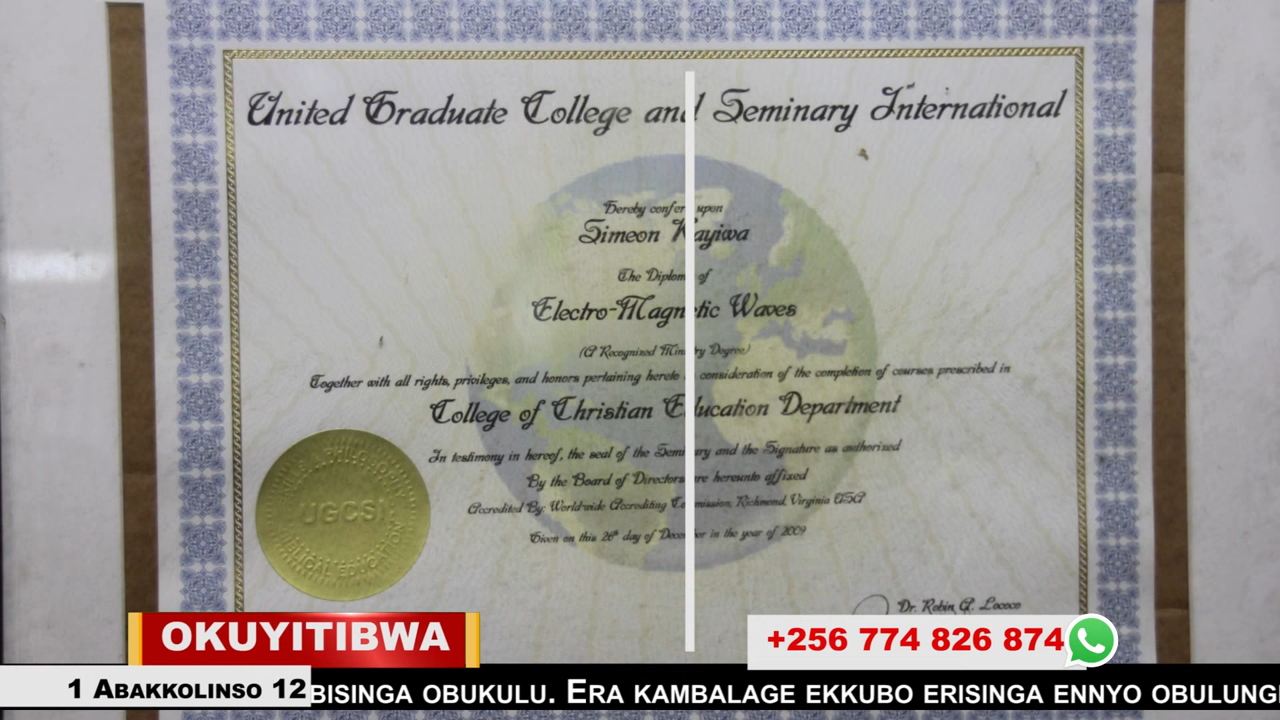 United Graduate College and Seminary International
Hereby confer upon
Simeon Kayiwa
The Diploma of
Electro-Magnetic Waves
(A Recognized Ministry Degree)
Together with all rights, privileges, and honors pertaining hereto consideration of the completion of courses prescribed in
College of Christian Education Department
In testimony in hereof, the seal of the Seminary and the Signature as authorized
By the Board of Directors are hereunto affixed
Accredited By: World-wide Accrediting Commission, Richmond, Virginia USA
Given on this 26th day of December in the year of 2009
UGCSI
EDUCATION
Dr. Robin A. Lococo
OKUYITIBWA
+256 774 826 874
1 ABAKKOLINSO 12
BISINGA OBUKULU. ERA KAMBALAGE EKKUBO ERISINGA ENNYO OBULUNG